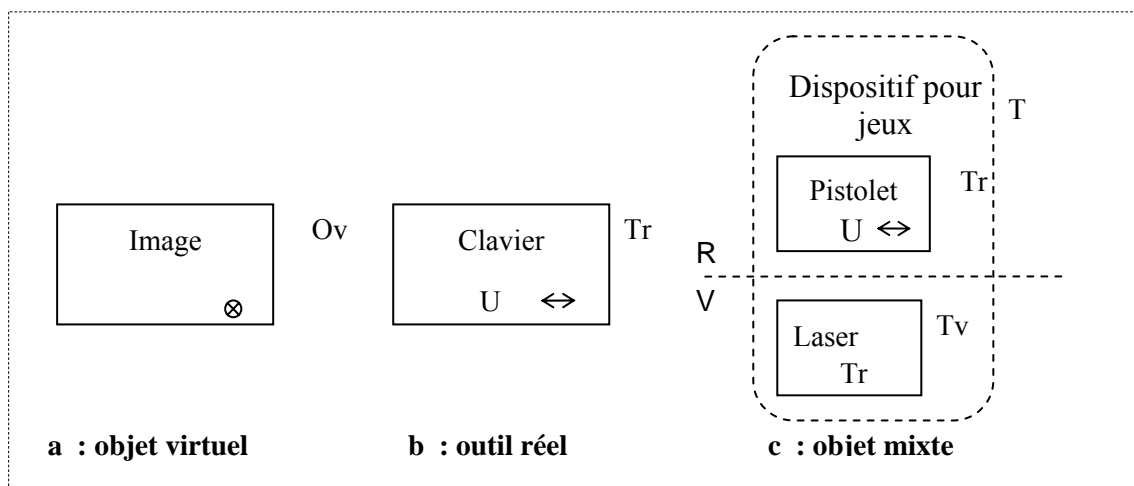 Image
⊗
Ov
Clavier
U ↔
Tr
Dispositif pour
jeux
T
Pistolet
U ↔
Tr
R
V
Laser
Tr
Tv
a : objet virtuel
b : outil réel
c : objet mixte